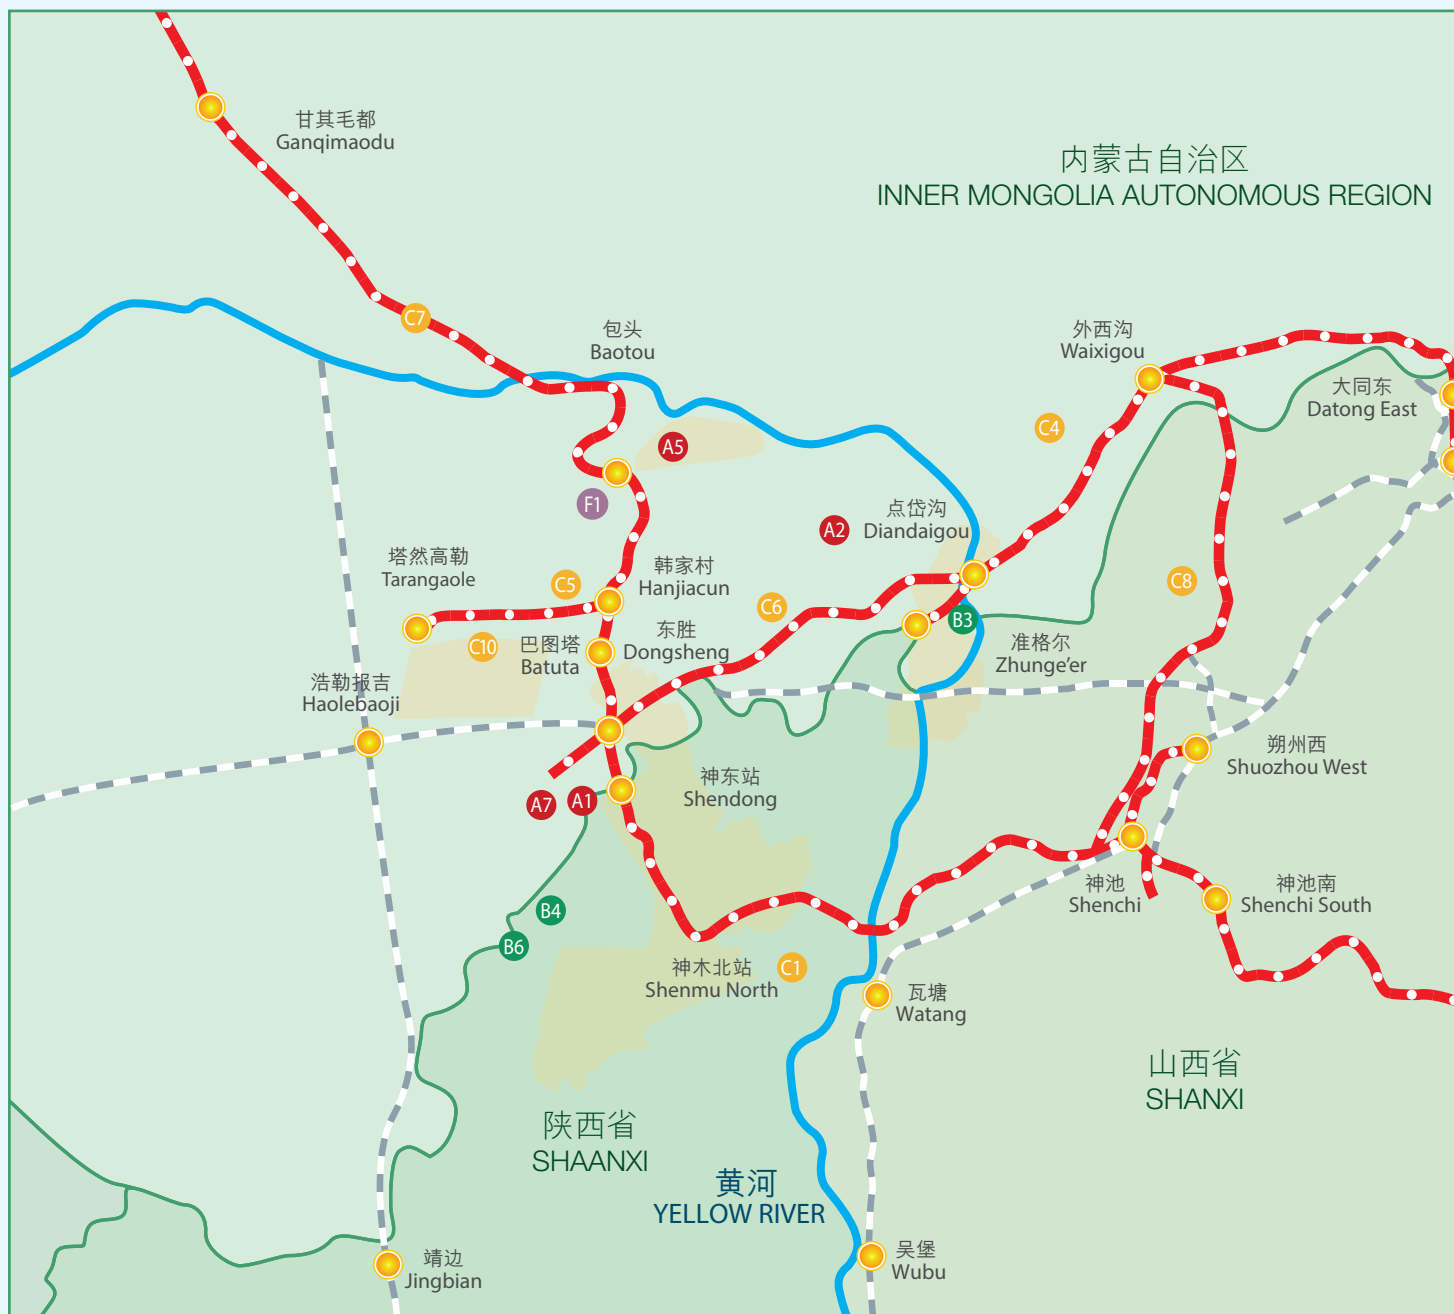 甘其毛都
Ganqimaodu
内蒙古自治区
INNER MONGOLIA AUTONOMOUS REGION
C7
包头
Baotou
外西沟
Waixigou
大同东
Datong East
C4
A5
F1
A2
点岱沟
Diandaigou
塔然高勒
Tarangaole
C5
韩家村
Hanjiacun
C6
C8
B3
C10
巴图塔
Batuta
东胜
Dongsheng
准格尔
Zhunge'er
浩勒报吉
Haolebaoji
朔州西
Shuozhou West
神东站
Shendong
A7
A1
神池
Shenchi
神池南
Shenchi South
B4
B6
神木北站
Shenmu North
C1
瓦塘
Watang
山西省
SHANXI
陕西省
SHAANXI
黄河
YELLOW RIVER
靖边
Jingbian
吴堡
Wubu